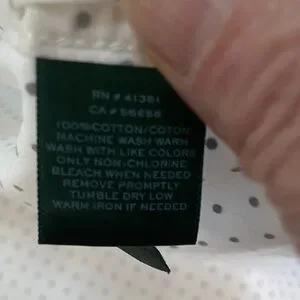 RN # 41381
CA # 55658
100% COTTON/COTON
MACHINE WASH WARM
WASH WITH LIKE COLORS
ONLY NON-CHLORINE
BLEACH WHEN NEEDED
REMOVE PROMPTLY
TUMBLE DRY LOW
WARM IRON IF NEEDED